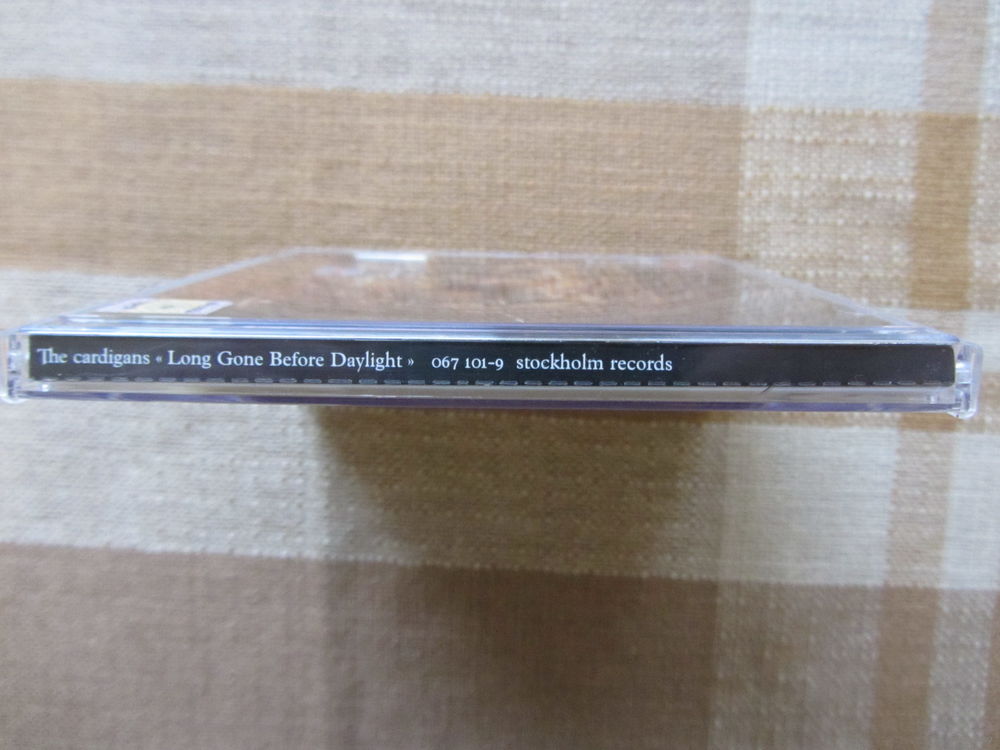 The cardigans « Long Gone Before Daylight » 067 101-9 stockholm records